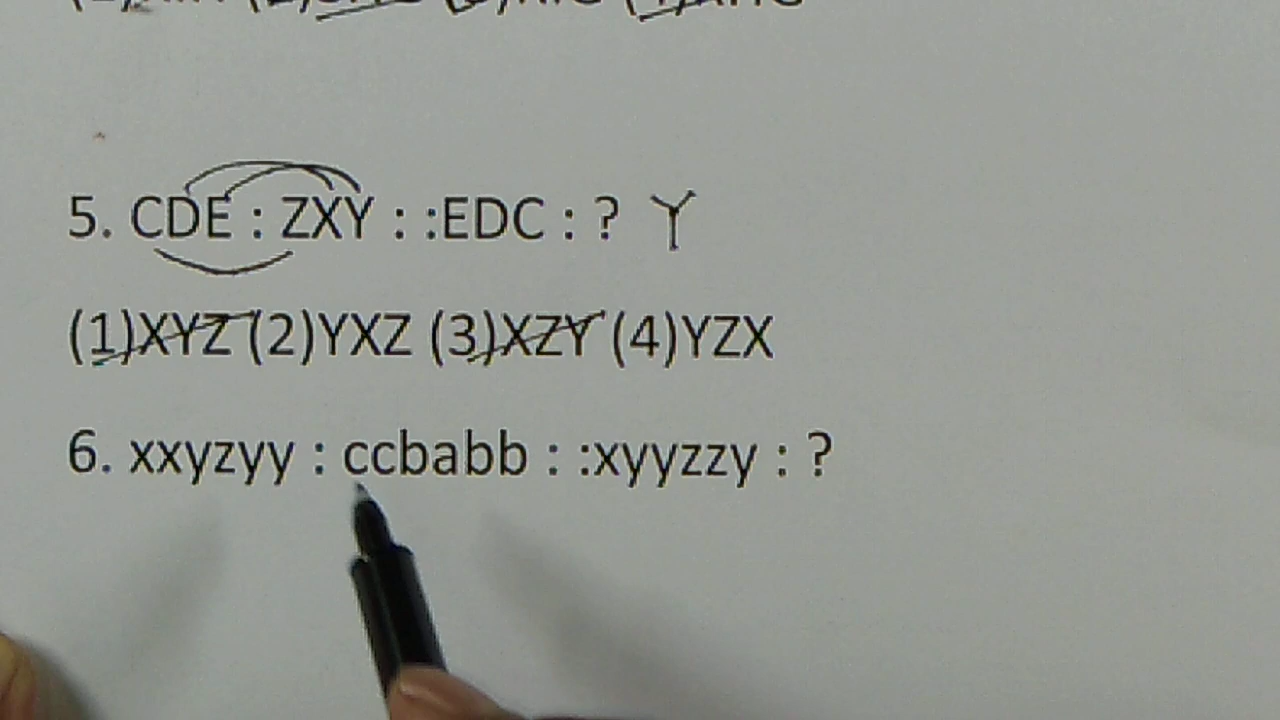 5. CDE : ZXY : :EDC : ? Y
(1)XYZ (2)YXZ (3)XZY (4)YZX
6. xxyzyy : ccbabb : :xyyzzy : ?